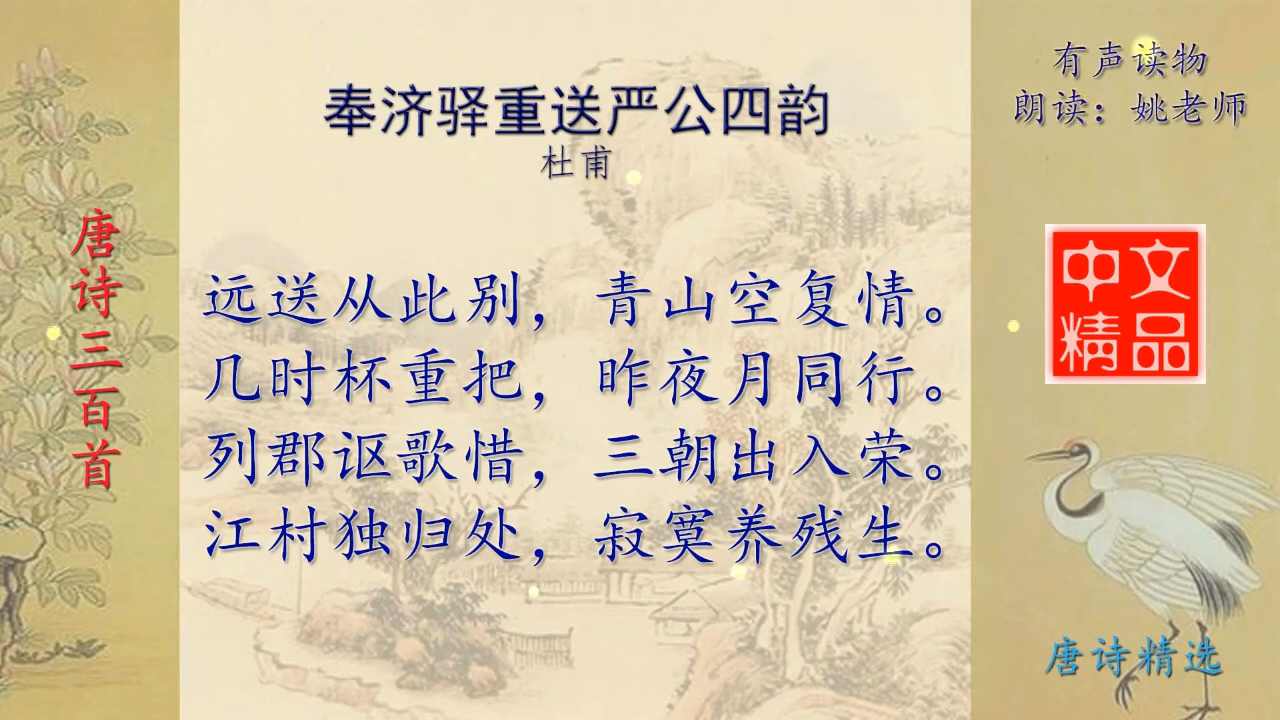 奉济驿重送严公四韵
杜甫
远送从此别，青山空复情。
几时杯重把，昨夜月同行。
列郡讴歌惜，三朝出入荣。
江村独归处，寂寞养残生。
唐诗三百首
有声读物
朗读：姚老师
中文
精品
唐诗精选